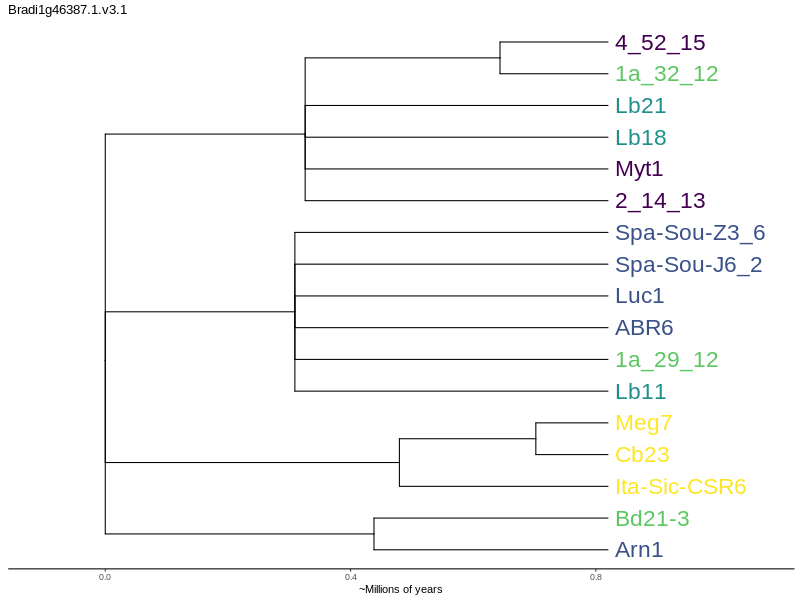 Bradi1g46387.1.v3.1
4_52_15
1a_32_12
Lb21
Lb18
Myt1
2_14_13
Spa-Sou-Z3_6
Spa-Sou-J6_2
Luc1
ABR6
1a_29_12
Lb11
Meg7
Cb23
Ita-Sic-CSR6
Bd21-3
Arn1
0.0 0.4 0.8
~Millions of years